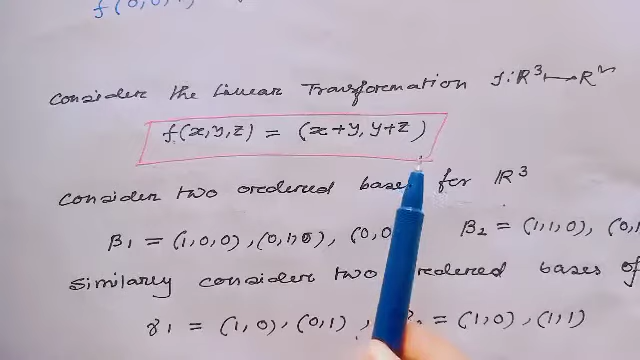 f(0,0,1)
Consider the Linear Transformation f:R³↦R²
f(x,y,z) = (x+y, y+z)
Consider two ordered bases for R³
β₁ = (1,0,0),(0,1,0), (0,0 β₂ = (1,1,0), (0,1
Similarly consider two ordered bases of
γ₁ = (1,0),(0,1), = (1,0),(1,1)